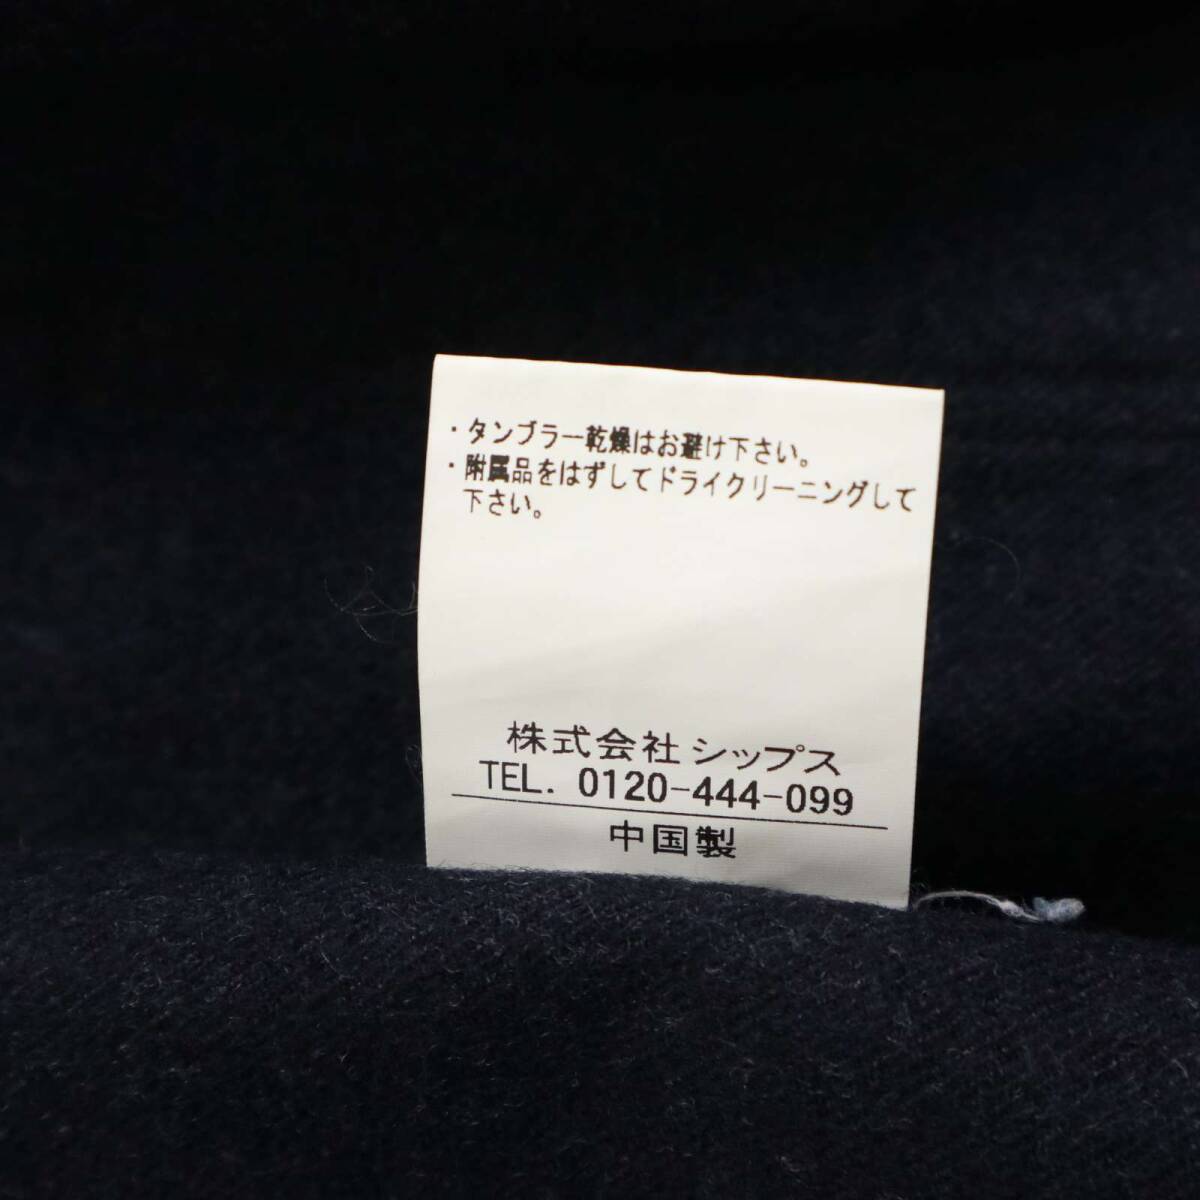 ・タンブラー乾燥はお避け下さい。
・附属品をはずしてドライクリーニングして
下さい。
株式会社 シップス
TEL. 0120-444-099
中国製